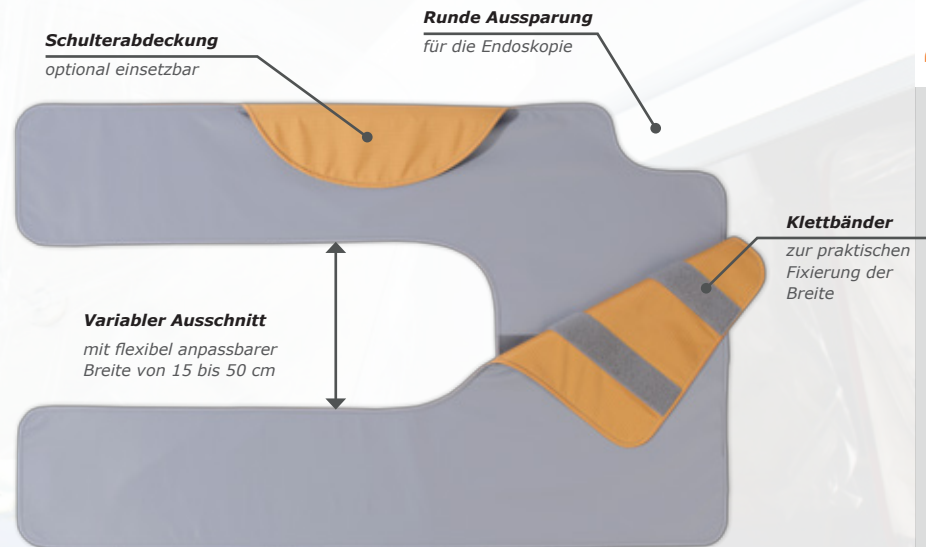 Schulterabdeckung
optional einsetzbar
Runde Aussparung
für die Endoskopie
Klettbänder
zur praktischen
Fixierung der
Breite
Variabler Ausschnitt
mit flexibel anpassbarer
Breite von 15 bis 50 cm